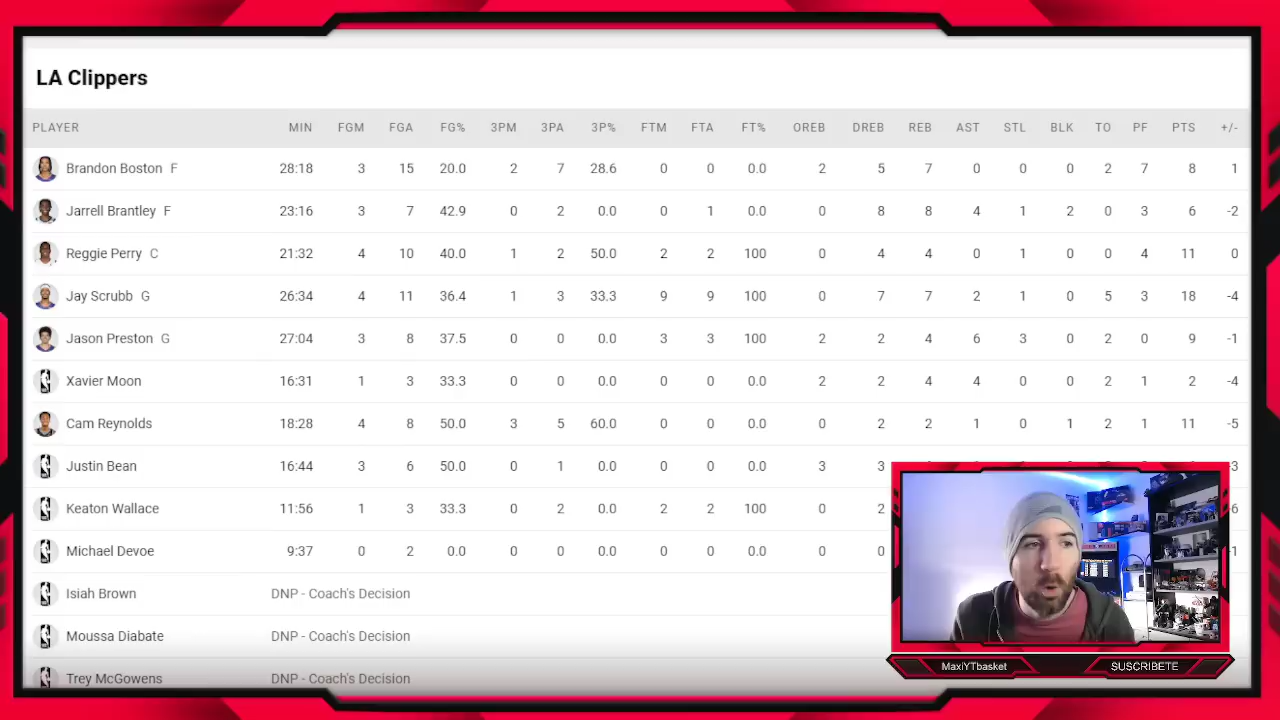 LA Clippers
PLAYER MIN FGM FGA FG% 3PM 3PA 3P% FTM FTA FT% OREB DREB REB AST STL BLK TO PF PTS +/-
Brandon Boston F 28:18 3 15 20.0 2 7 28.6 0 0 0.0 2 5 7 0 0 0 2 7 8 1
Jarrell Brantley F 23:16 3 7 42.9 0 2 0.0 0 1 0.0 0 8 8 4 1 2 0 3 6 -2
Reggie Perry C 21:32 4 10 40.0 1 2 50.0 2 2 100 0 4 4 0 1 0 0 4 11 0
Jay Scrubb G 26:34 4 11 36.4 1 3 33.3 9 9 100 0 7 7 2 1 0 5 3 18 -4
Jason Preston G 27:04 3 8 37.5 0 0 0.0 3 3 100 2 2 4 6 3 0 2 0 9 -1
Xavier Moon 16:31 1 3 33.3 0 0 0.0 0 0 0.0 2 2 4 4 0 0 2 1 2 -4
Cam Reynolds 18:28 4 8 50.0 3 5 60.0 0 0 0.0 0 2 2 1 0 1 2 1 11 -5
Justin Bean 16:44 3 6 50.0 0 1 0.0 0 0 0.0 3 3
Keaton Wallace 11:56 1 3 33.3 0 2 0.0 2 2 100 0 2
Michael Devoe 9:37 0 2 0.0 0 0 0.0 0 0 0.0 0 0
Isiah Brown DNP - Coach's Decision
Moussa Diabate DNP - Coach's Decision
Trey McGowens DNP - Coach's Decision
MaxiYTbasket SUSCRIBETE